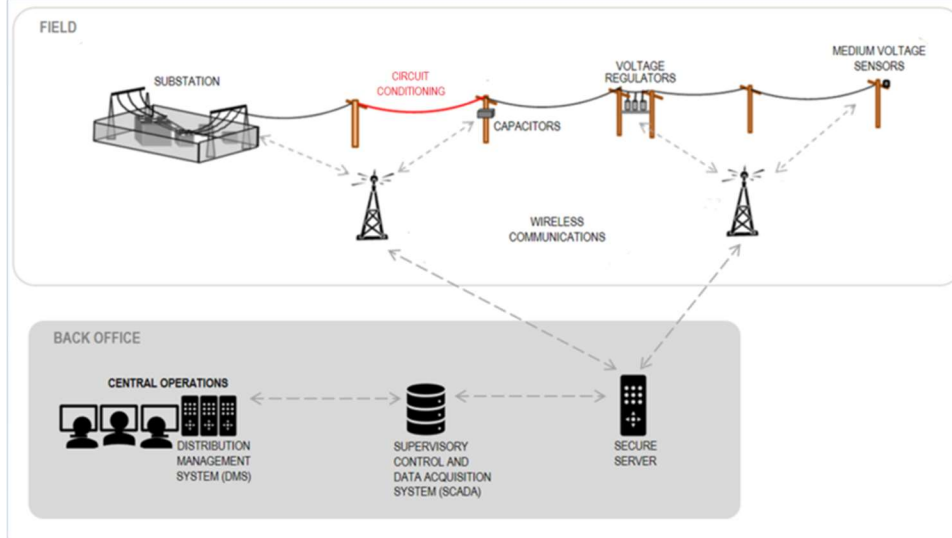 FIELD
SUBSTATION
CIRCUIT
CONDITIONING
CAPACITORS
VOLTAGE
REGULATORS
MEDIUM VOLTAGE
SENSORS
WIRELESS
COMMUNICATIONS
BACK OFFICE
CENTRAL OPERATIONS
DISTRIBUTION
MANAGEMENT
SYSTEM (DMS)
SUPERVISORY
CONTROL AND
DATA ACQUISITION
SYSTEM (SCADA)
SECURE
SERVER